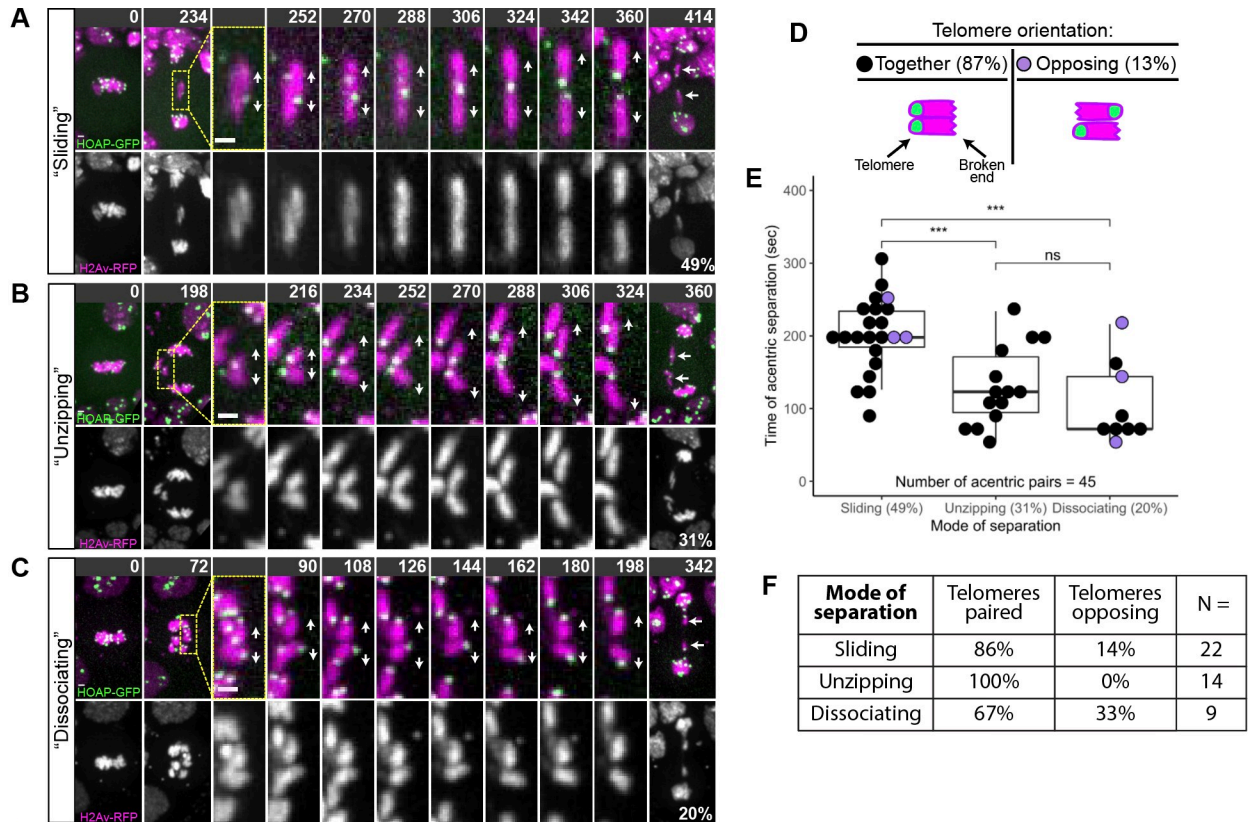 A
"Sliding"
0
234
252
270
288
306
324
342
360
414
HOAP-GFP
H2Av-RFP
49%
B
"Unzipping"
0
198
216
234
252
270
288
306
324
360
HOAP-GFP
H2Av-RFP
31%
C
"Dissociating"
0
72
90
108
126
144
162
180
198
342
HOAP-GFP
H2Av-RFP
20%
D
Telomere orientation:
Together (87%)
Opposing (13%)
Telomere
Broken
end
E
Time of acentric separation (sec)
400
300
200
100
0
***
***
ns
Number of acentric pairs = 45
Sliding (49%)
Unzipping (31%)
Dissociating (20%)
Mode of separation
F
Mode of separation
Telomeres paired
Telomeres opposing
N =
Sliding 86% 14% 22
Unzipping 100% 0% 14
Dissociating 67% 33% 9